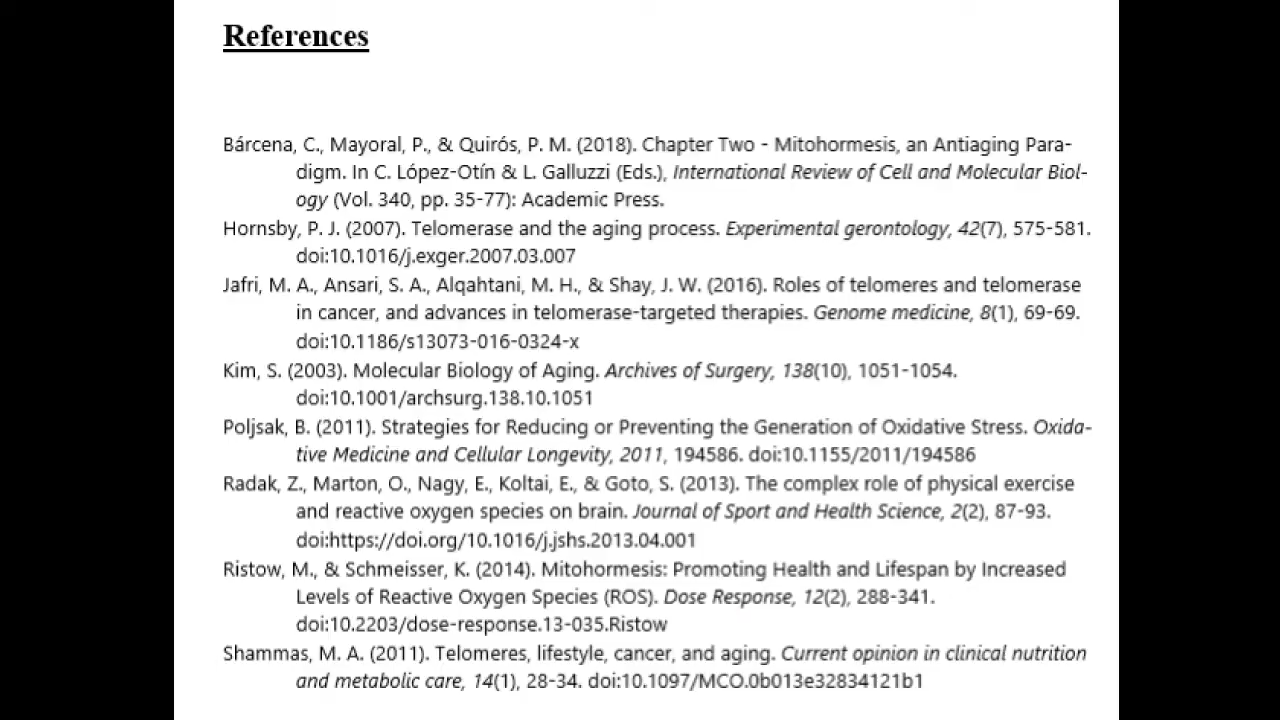 References
Bárcena, C., Mayoral, P., & Quirós, P. M. (2018). Chapter Two - Mitohormesis, an Antiaging Para-
digm. In C. López-Otín & L. Galluzzi (Eds.), International Review of Cell and Molecular Biol-
ogy (Vol. 340, pp. 35-77): Academic Press.
Hornsby, P. J. (2007). Telomerase and the aging process. Experimental gerontology, 42(7), 575-581.
doi:10.1016/j.exger.2007.03.007
Jafri, M. A., Ansari, S. A., Alqahtani, M. H., & Shay, J. W. (2016). Roles of telomeres and telomerase
in cancer, and advances in telomerase-targeted therapies. Genome medicine, 8(1), 69-69.
doi:10.1186/s13073-016-0324-x
Kim, S. (2003). Molecular Biology of Aging. Archives of Surgery, 138(10), 1051-1054.
doi:10.1001/archsurg.138.10.1051
Poljsak, B. (2011). Strategies for Reducing or Preventing the Generation of Oxidative Stress. Oxida-
tive Medicine and Cellular Longevity, 2011, 194586. doi:10.1155/2011/194586
Radak, Z., Marton, O., Nagy, E., Koltai, E., & Goto, S. (2013). The complex role of physical exercise
and reactive oxygen species on brain. Journal of Sport and Health Science, 2(2), 87-93.
doi:https://doi.org/10.1016/j.jshs.2013.04.001
Ristow, M., & Schmeisser, K. (2014). Mitohormesis: Promoting Health and Lifespan by Increased
Levels of Reactive Oxygen Species (ROS). Dose Response, 12(2), 288-341.
doi:10.2203/dose-response.13-035.Ristow
Shammas, M. A. (2011). Telomeres, lifestyle, cancer, and aging. Current opinion in clinical nutrition
and metabolic care, 14(1), 28-34. doi:10.1097/MCO.0b013e32834121b1